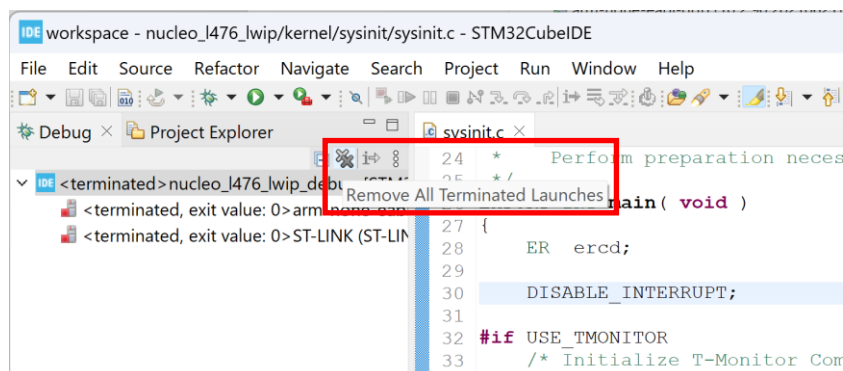 IDE workspace - nucleo_l476_lwip/kernel/sysinit/sysinit.c - STM32CubeIDE
File Edit Source Refactor Navigate Search Project Run Window Help
010
Debug × Project Explorer
sysinit.c ×
24 * Perform preparation neces
Remove All Terminated Launches
IDE <terminated>nucleo_l476_lwip_debu
main( void )
<terminated, exit value: 0>arm-none-eab
27 {
<terminated, exit value: 0>ST-LINK (ST-LIN
28 ER ercd;
29
30 DISABLE_INTERRUPT;
31
32 #if USE_TMONITOR
33 /* Initialize T-Monitor Com